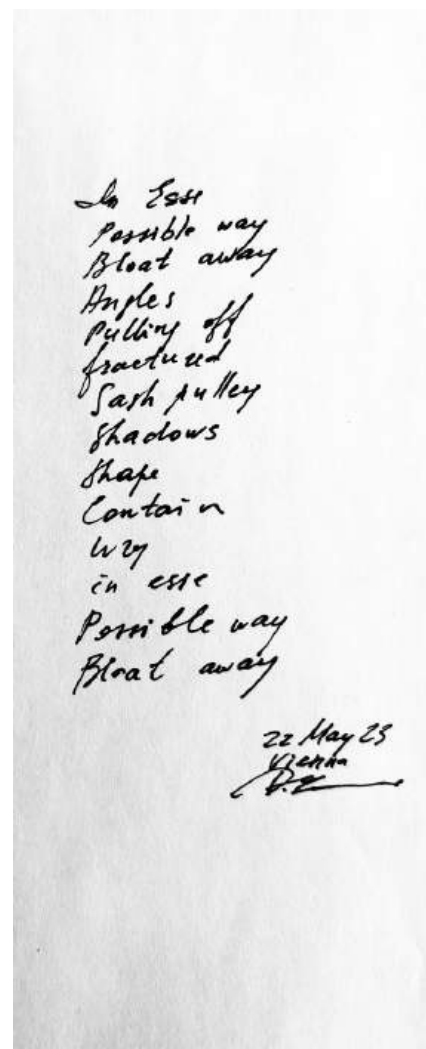 In Esse
Possible way
Bloat away
Angles
Pulling off
fractured
Sash pulley
Shadows
Shape
Contain
Wry
in esse
Possible way
Bloat away
22 May 23
Vienna